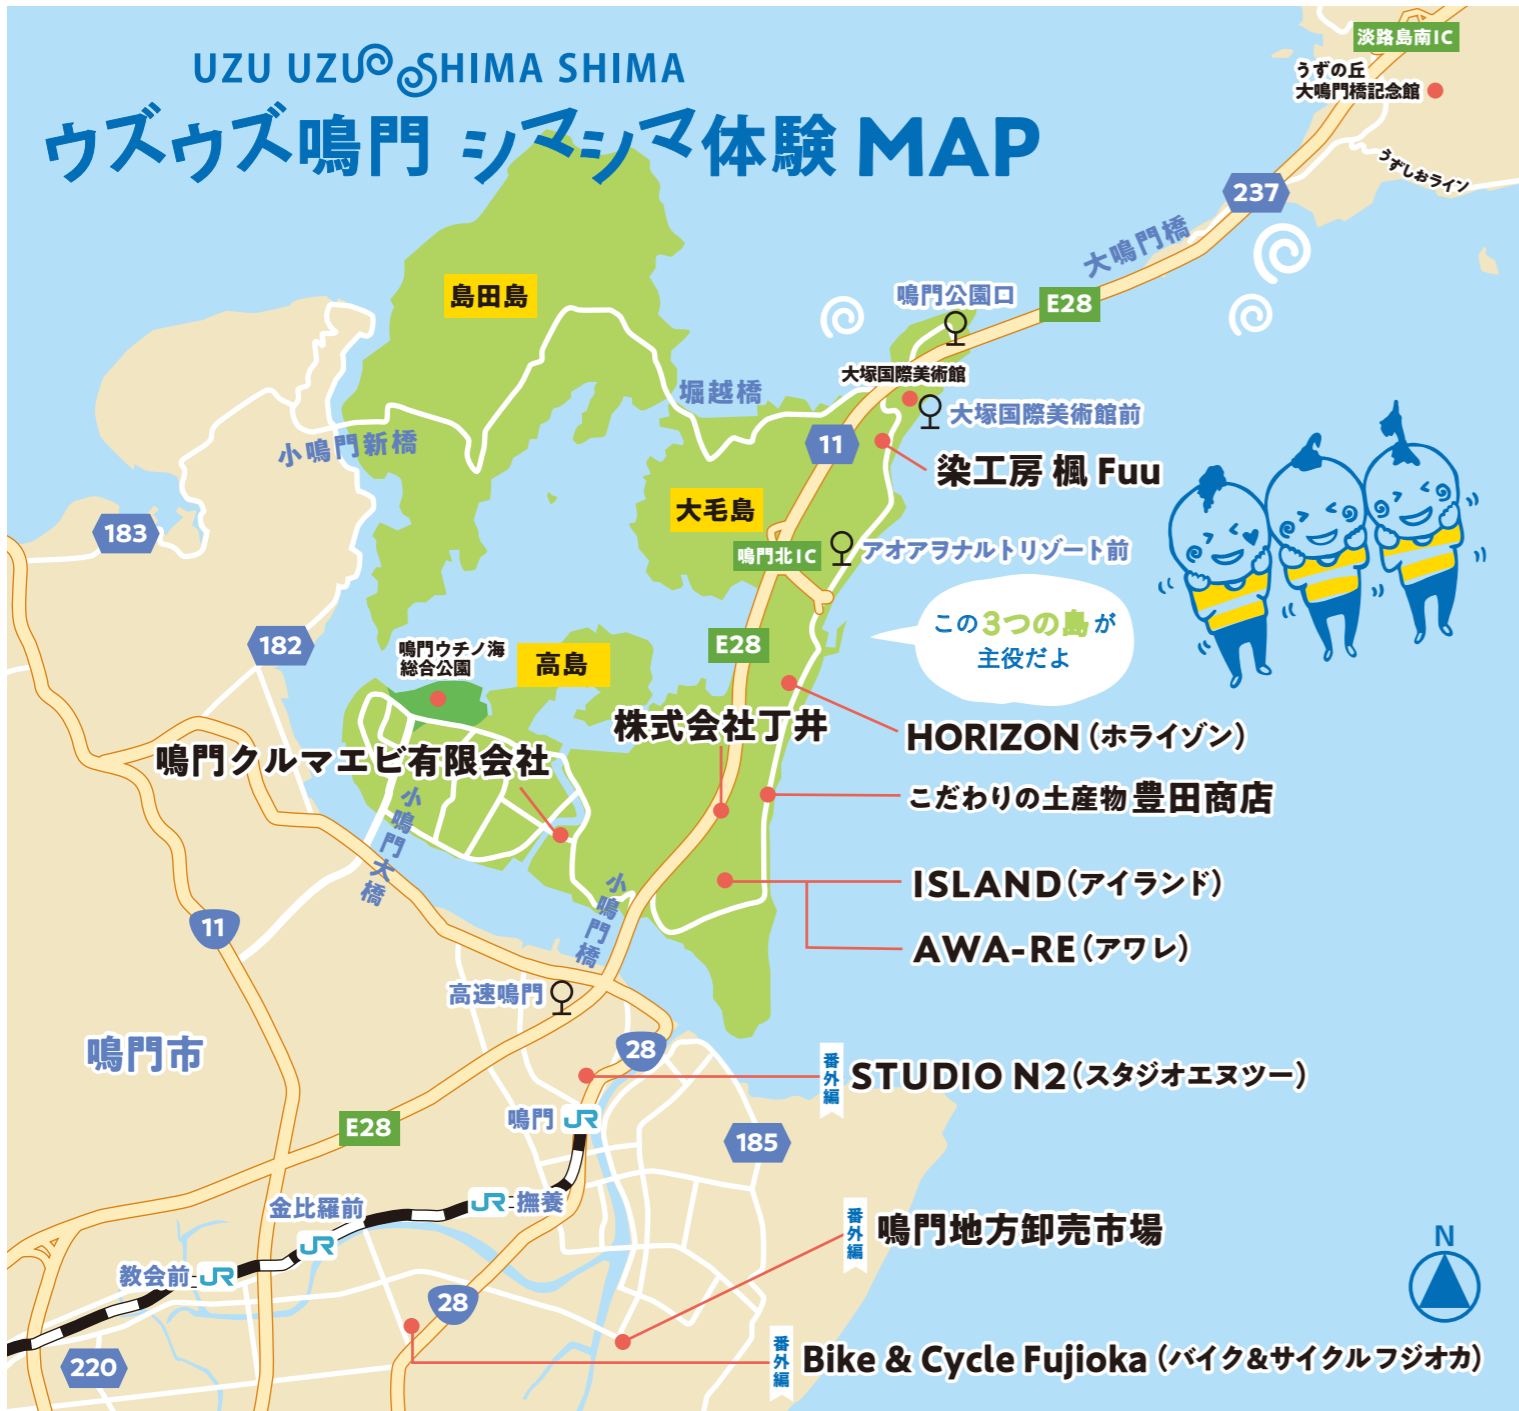 UZU UZU SHIMA SHIMA
ウズウズ鳴門 シマシマ体験 MAP
淡路島南IC
うずの丘
大鳴門橋記念館
うずしおライン
237
大鳴門橋
E28
鳴門公園口
島田島
大塚国際美術館
堀越橋
大塚国際美術館前
11
小鳴門新橋
染工房 楓 Fuu
大毛島
183
鳴門北IC
アオアヲナルトリゾート前
この3つの島が
主役だよ
182
E28
鳴門ウチノ海
総合公園
高島
株式会社丁井
HORIZON（ホライゾン）
鳴門クルマエビ有限会社
こだわりの土産物 豊田商店
小鳴門大橋
ISLAND（アイランド）
小鳴門橋
11
AWA-RE（アワレ）
高速鳴門
鳴門市
28
番外編
STUDIO N2（スタジオエヌツー）
鳴門 JR
E28
185
JR 撫養
金比羅前
JR
番外編
鳴門地方卸売市場
教会前 JR
N
28
番外編
Bike & Cycle Fujioka（バイク&サイクル フジオカ）
220